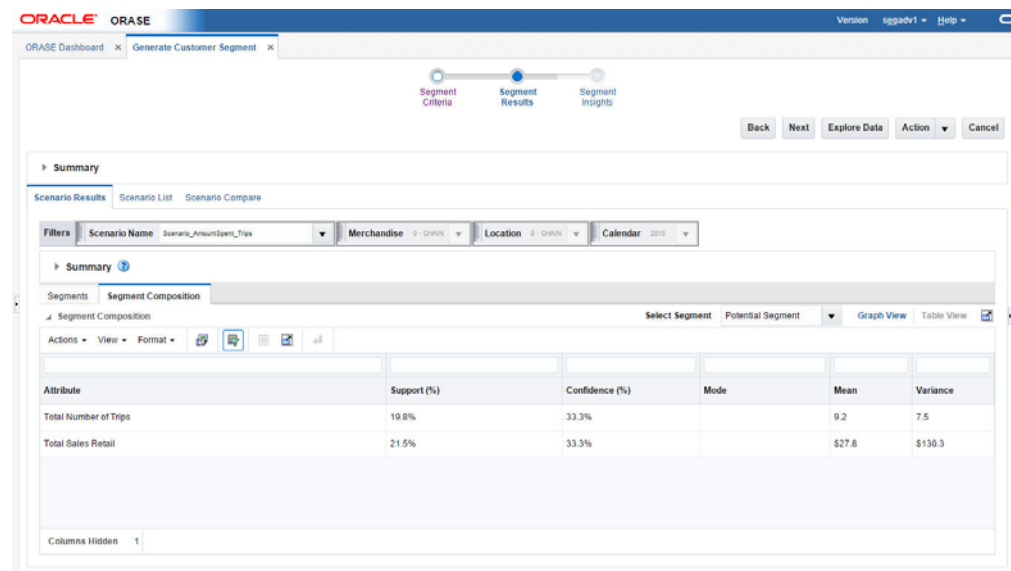 ORACLE ORASE
Version segadv1 Help
ORASE Dashboard × Generate Customer Segment ×
Segment Criteria
Segment Results
Segment Insights
Back Next Explore Data Action Cancel
Summary
Scenario Results Scenario List Scenario Compare
Filters Scenario Name Scenario_AmountSpent_Trips Merchandise 0 - CHAIN Location 0 - CHAIN Calendar 2015
Summary ?
Segments Segment Composition
Segment Composition Select Segment Potential Segment Graph View Table View
Actions View Format
Attribute Support (%) Confidence (%) Mode Mean Variance
Total Number of Trips 19.8% 33.3% 9.2 7.5
Total Sales Retail 21.5% 33.3% $27.8 $130.3
Columns Hidden 1